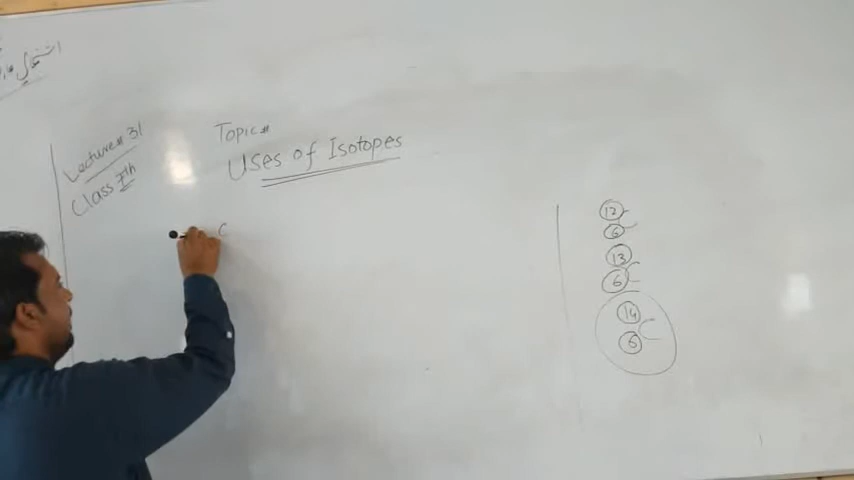 Lecture# 31
Class 7th
Topic#
Uses of Isotopes
C
12
6 C
13
6 C
14
6 C